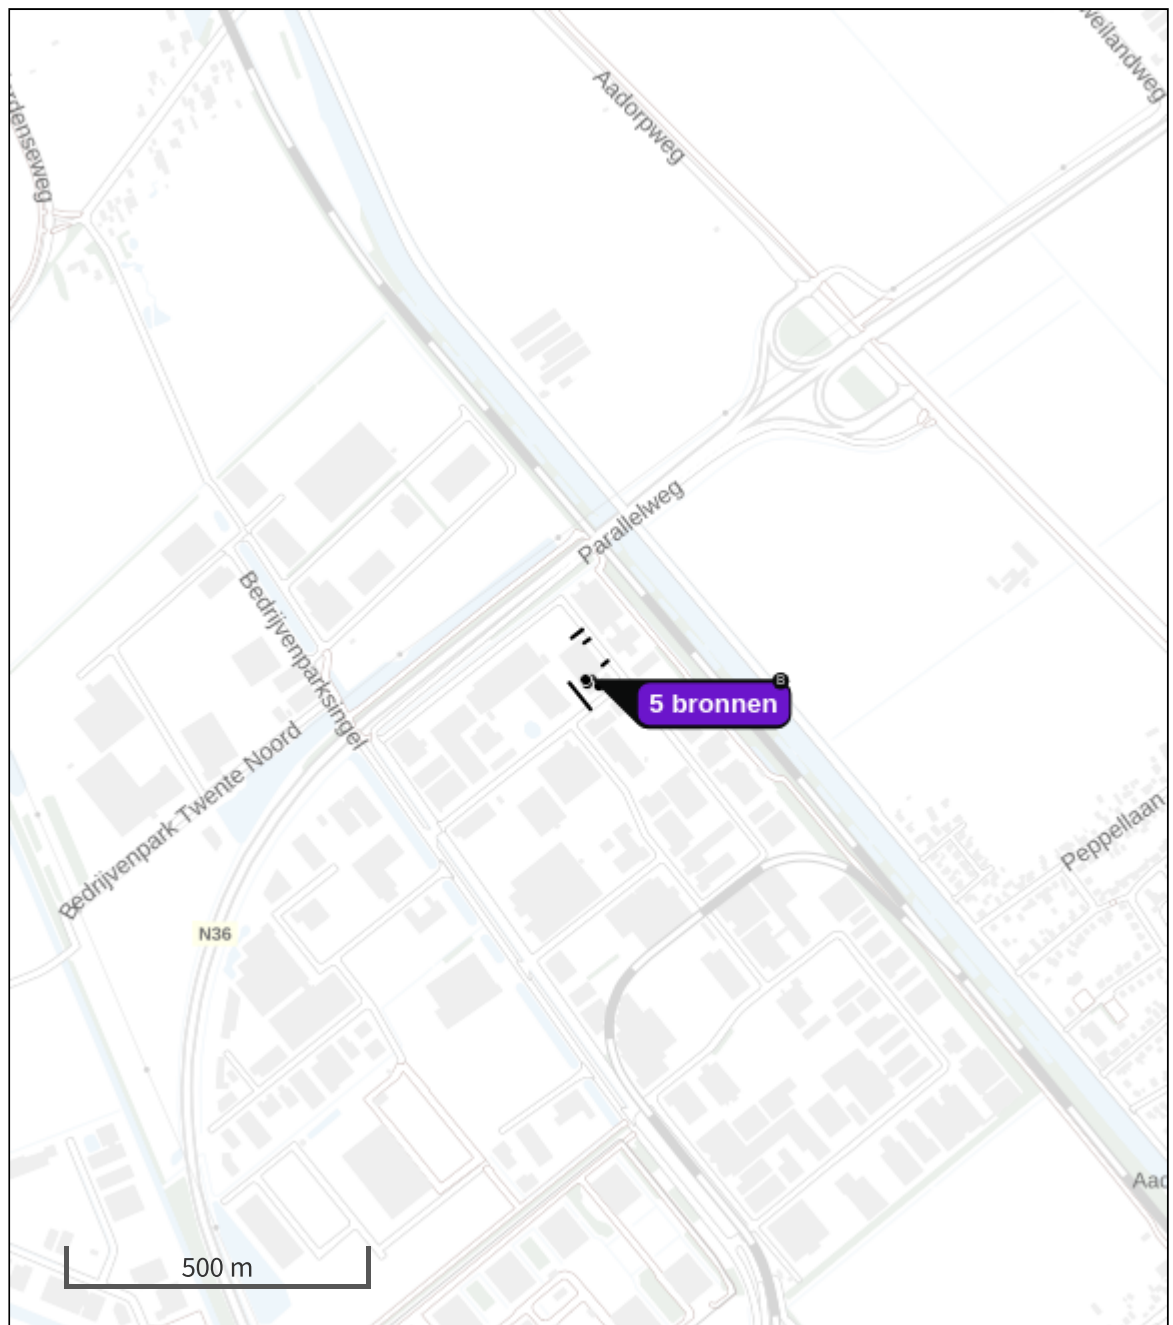 Aadorpweg
Parallelweg
Bedrijvenparksingel
B
5 bronnen
Bedrijvenpark Twente Noord
Peppellaan
N36
500 m